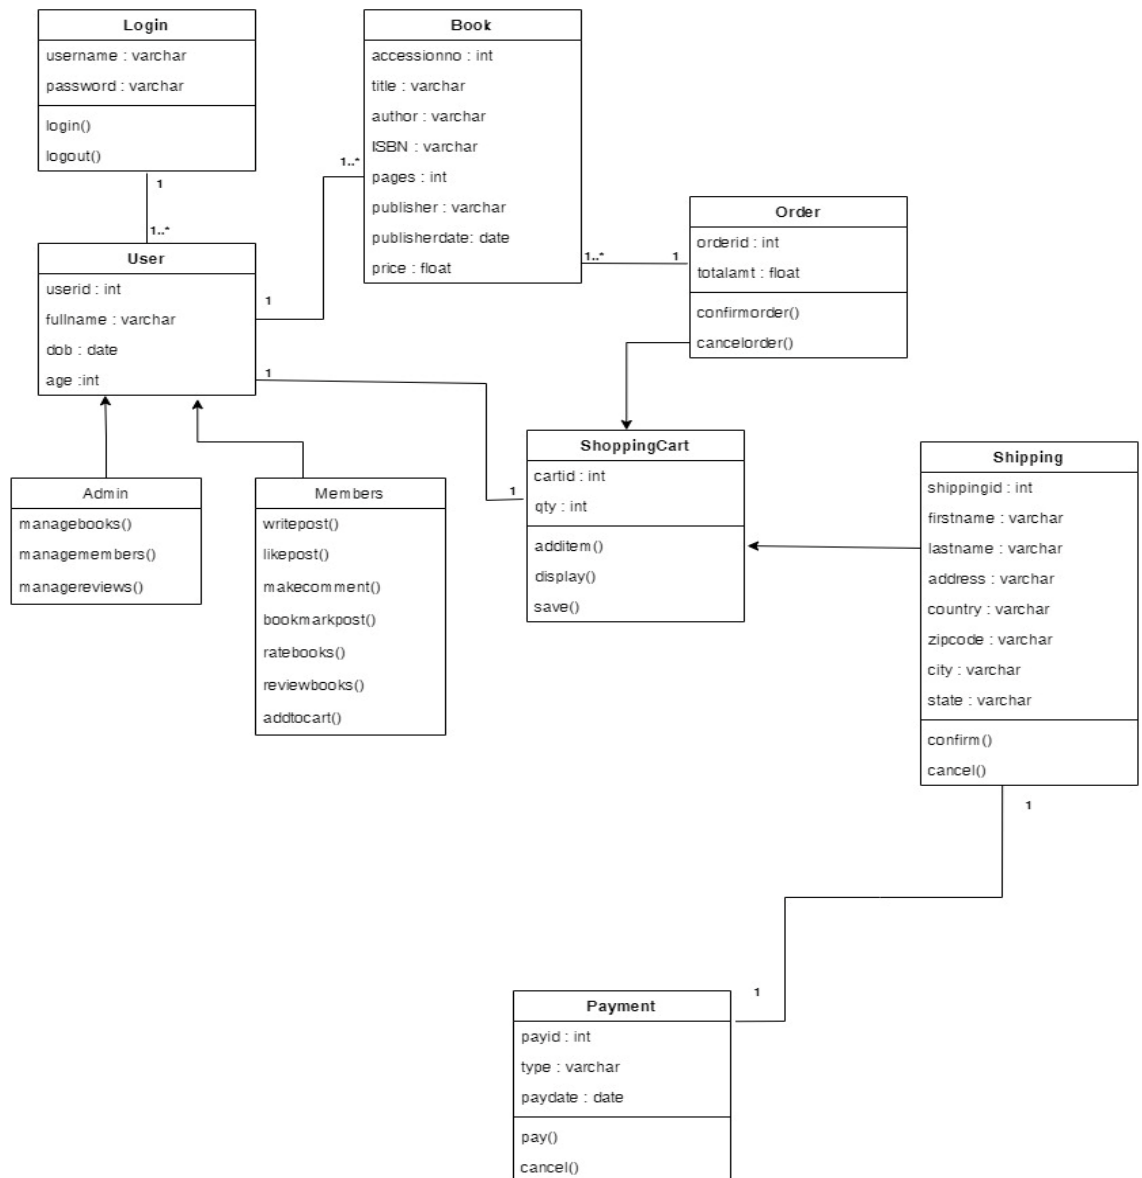 Login
username : varchar
password : varchar
login()
logout()
1
1..*
User
userid : int
fullname : varchar
dob : date
age :int
1
1
Book
accessionno : int
title : varchar
author : varchar
ISBN : varchar
pages : int
publisher : varchar
publisherdate: date
price : float
1..*
1..*
1
Order
orderid : int
totalamt : float
confirmorder()
cancelorder()
Admin
managebooks()
managemembers()
managereviews()
Members
writepost()
likepost()
makecomment()
bookmarkpost()
ratebooks()
reviewbooks()
addtocart()
1
ShoppingCart
cartid : int
qty : int
additem()
display()
save()
Shipping
shippingid : int
firstname : varchar
lastname : varchar
address : varchar
country : varchar
zipcode : varchar
city : varchar
state : varchar
confirm()
cancel()
1
1
Payment
payid : int
type : varchar
paydate : date
pay()
cancel()